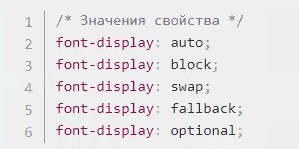 1 /* Значения свойства */
2 font-display: auto;
3 font-display: block;
4 font-display: swap;
5 font-display: fallback;
6 font-display: optional;